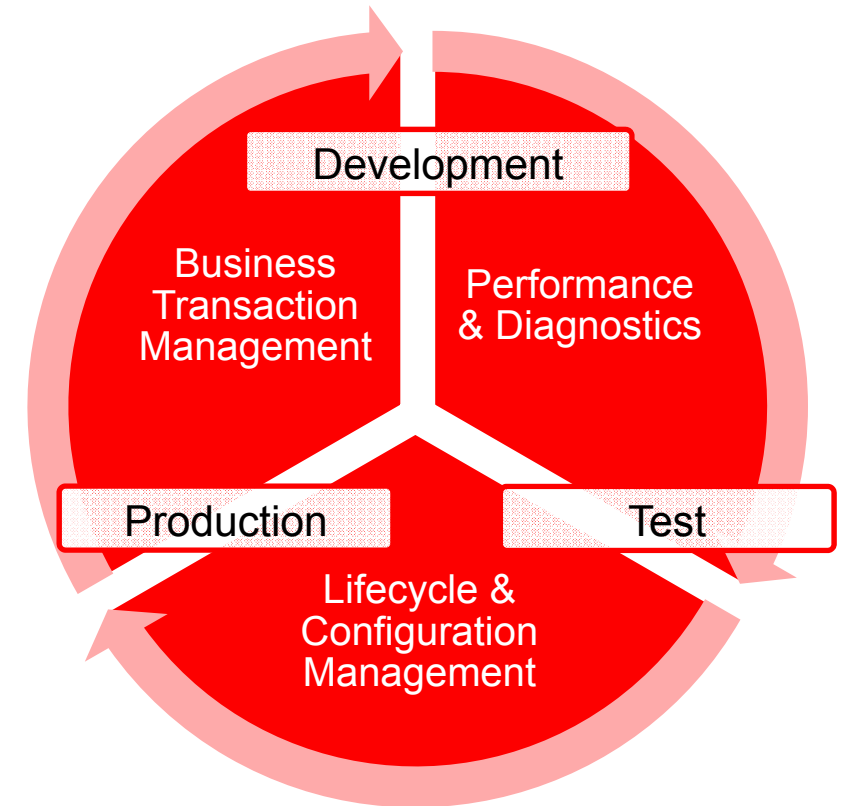 Development
Business
Transaction
Management
Performance
& Diagnostics
Production
Test
Lifecycle &
Configuration
Management